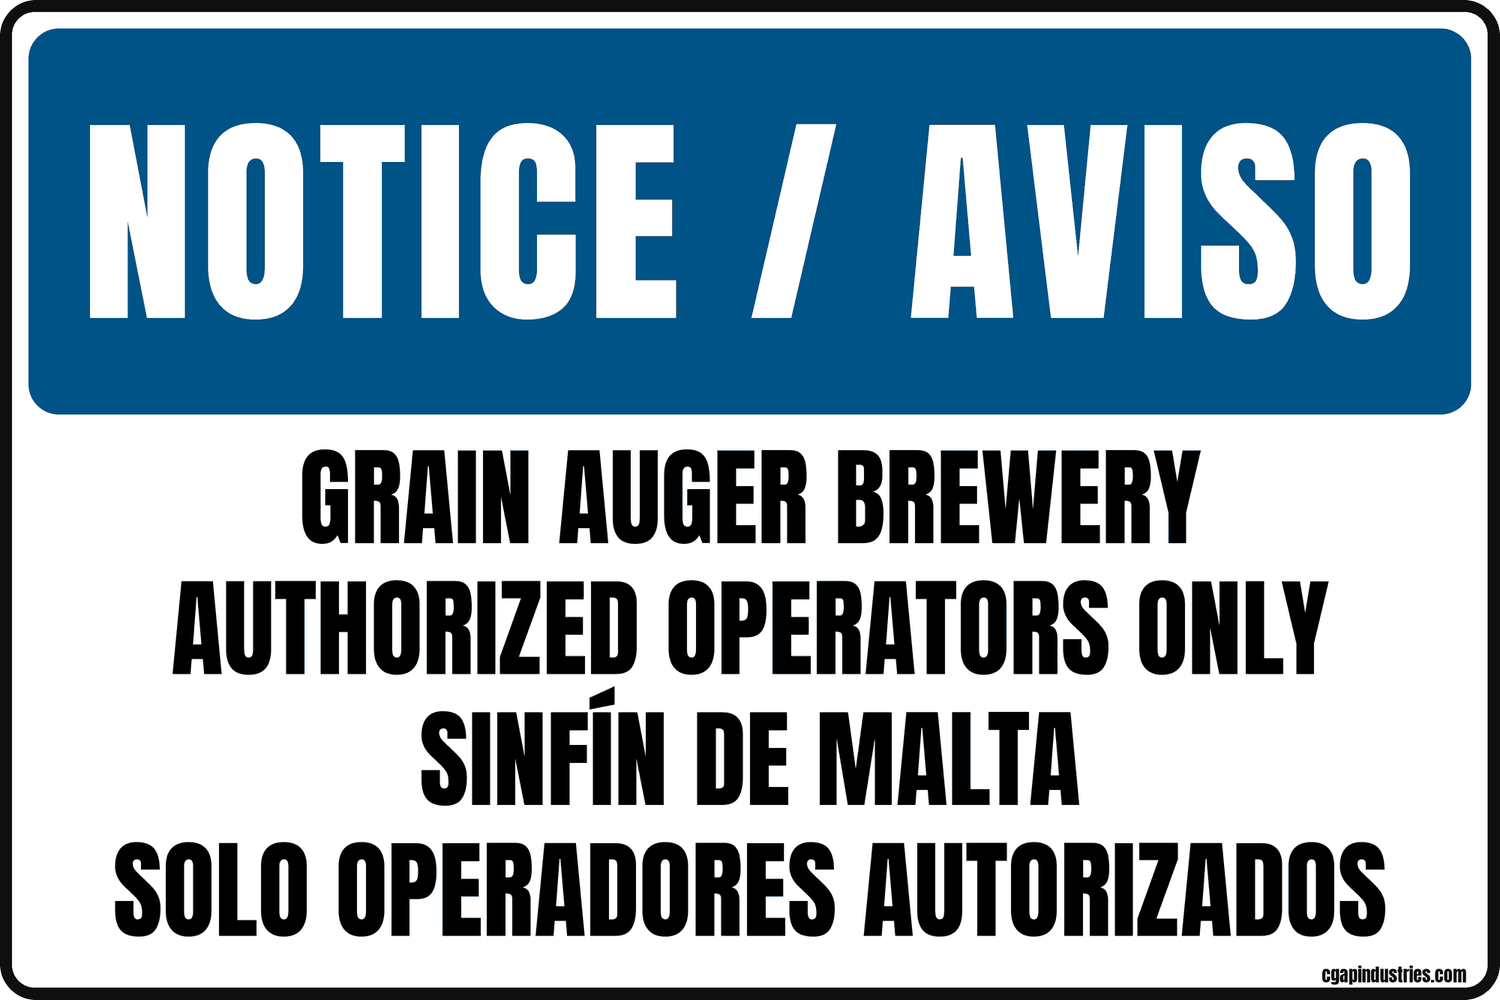 NOTICE / AVISO
GRAIN AUGER BREWERY
AUTHORIZED OPERATORS ONLY
SINFÍN DE MALTA
SOLO OPERADORES AUTORIZADOS
cgapindustries.com